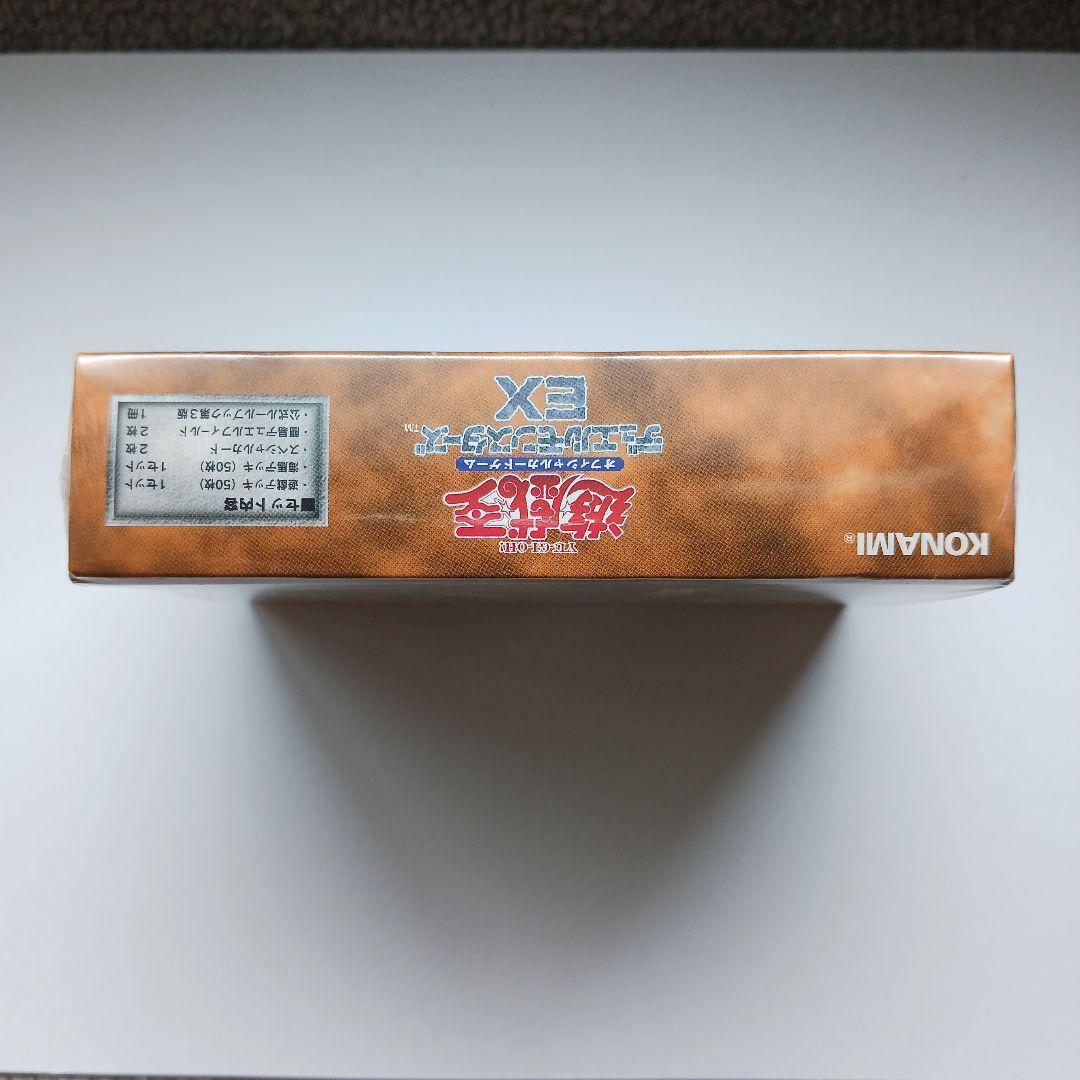 KONAMI®
YU-GI-OH!
遊戯王
オフィシャルカードゲーム
デュエルモンスターズ™
EX
■セット内容
・遊戯デッキ（50枚） 1セット
・海馬デッキ（50枚） 1セット
・スペシャルカード 2枚
・簡易デュエルフィールド 2枚
・公式ルールブック第3版 1冊